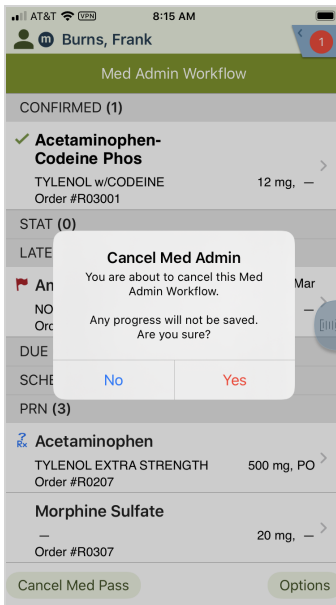 AT&T VPN 8:15 AM
m Burns, Frank
1
Med Admin Workflow
CONFIRMED (1)
Acetaminophen-
Codeine Phos
TYLENOL w/CODEINE 12 mg, —
Order #R03001
STAT (0)
LATE
Mar
NO —
DUE
PRN (3)
Cancel Med Admin
You are about to cancel this Med
Admin Workflow.
Any progress will not be saved.
Are you sure?
No Yes
? Rx Acetaminophen
TYLENOL EXTRA STRENGTH 500 mg, PO
Order #R0207
Morphine Sulfate
— 20 mg, —
Order #R0307
Cancel Med Pass Options